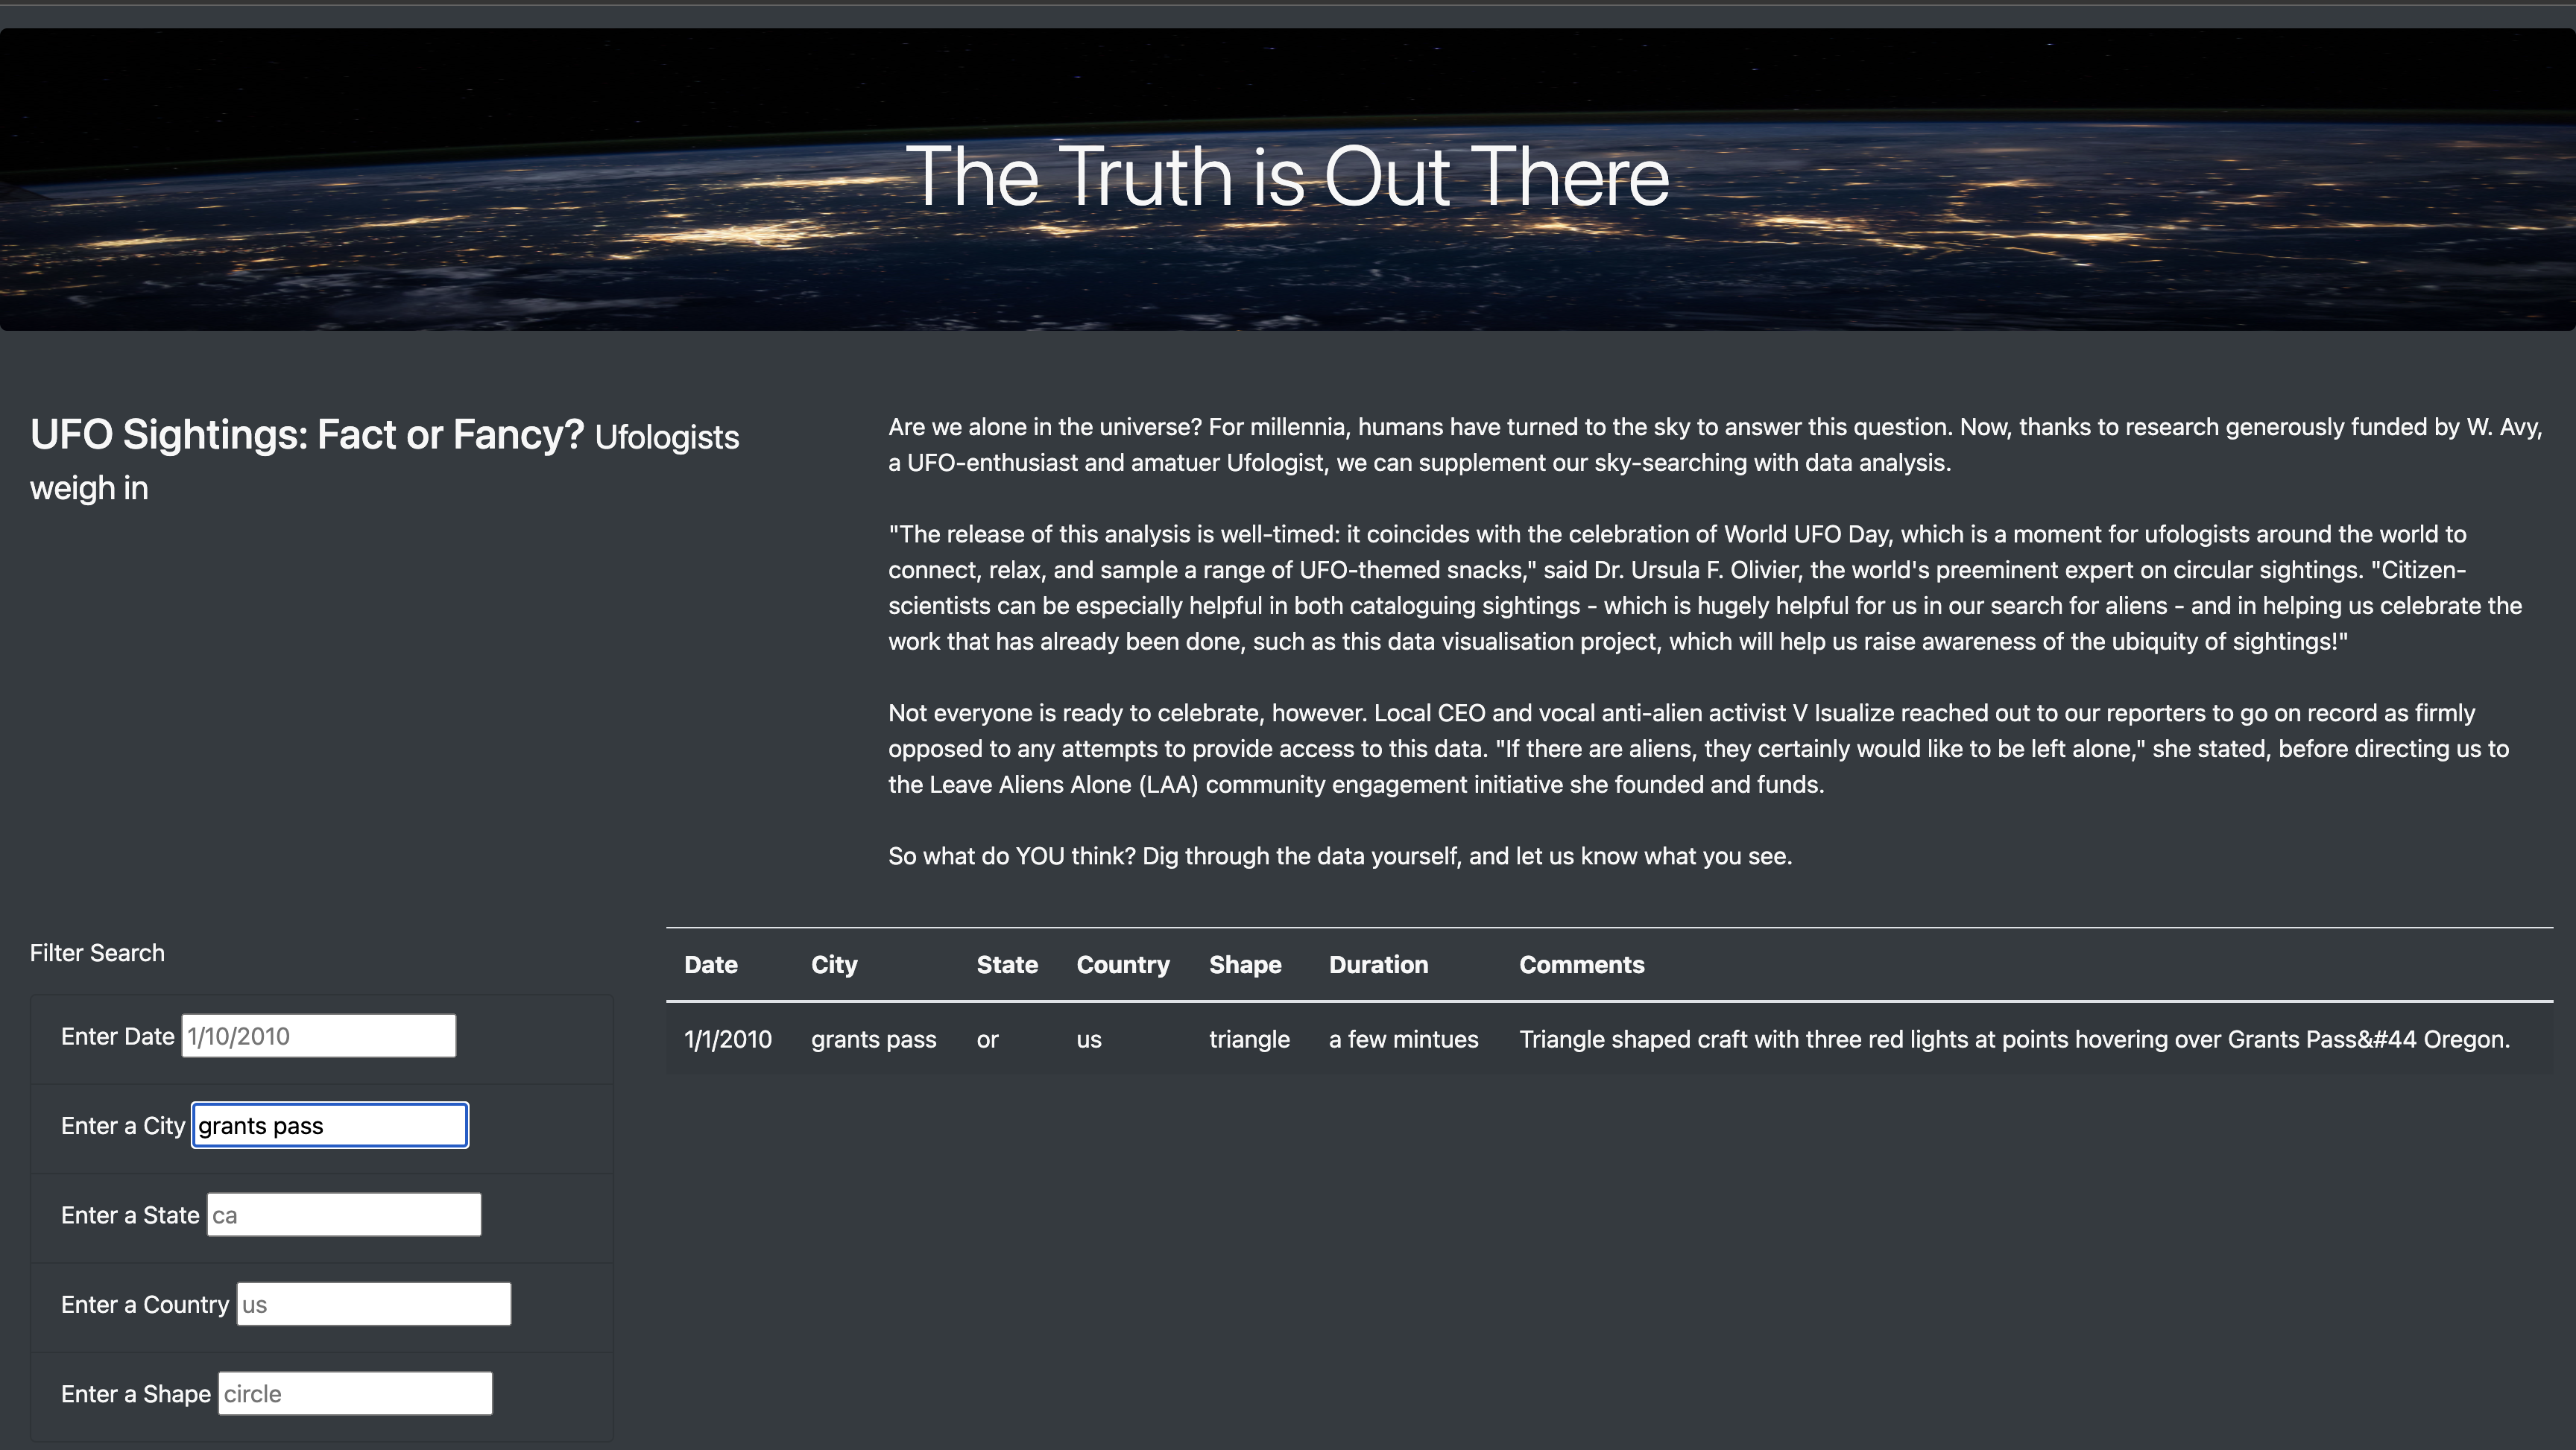 The Truth is Out There
UFO Sightings: Fact or Fancy? Ufologists
weigh in
Are we alone in the universe? For millennia, humans have turned to the sky to answer this question. Now, thanks to research generously funded by W. Avy,
a UFO-enthusiast and amatuer Ufologist, we can supplement our sky-searching with data analysis.
"The release of this analysis is well-timed: it coincides with the celebration of World UFO Day, which is a moment for ufologists around the world to
connect, relax, and sample a range of UFO-themed snacks," said Dr. Ursula F. Olivier, the world's preeminent expert on circular sightings. "Citizen-
scientists can be especially helpful in both cataloguing sightings - which is hugely helpful for us in our search for aliens - and in helping us celebrate the
work that has already been done, such as this data visualisation project, which will help us raise awareness of the ubiquity of sightings!"
Not everyone is ready to celebrate, however. Local CEO and vocal anti-alien activist V Isualize reached out to our reporters to go on record as firmly
opposed to any attempts to provide access to this data. "If there are aliens, they certainly would like to be left alone," she stated, before directing us to
the Leave Aliens Alone (LAA) community engagement initiative she founded and funds.
So what do YOU think? Dig through the data yourself, and let us know what you see.
Filter Search
Enter Date 1/10/2010
Enter a City grants pass
Enter a State ca
Enter a Country us
Enter a Shape circle
Date City State Country Shape Duration Comments
1/1/2010 grants pass or us triangle a few mintues Triangle shaped craft with three red lights at points hovering over Grants Pass&#44 Oregon.